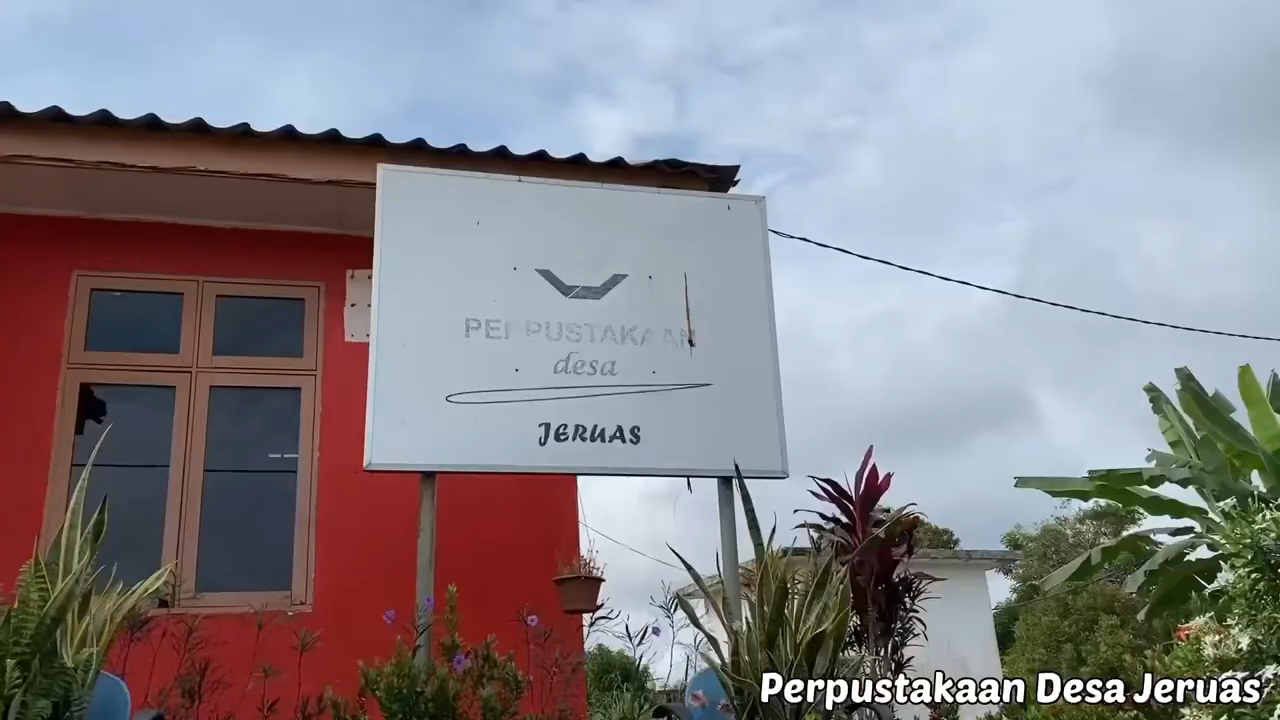 PERPUSTAKAAN
desa
JERUAS
Perpustakaan Desa Jeruas